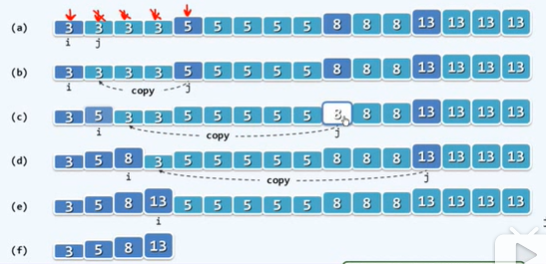 (a) 3 3 3 3 5 5 5 5 5 8 8 8 13 13 13 13
i j
(b) 3 3 3 3 5 5 5 5 5 8 8 8 13 13 13 13
i copy j
(c) 3 5 3 3 5 5 5 5 5 8 8 8 13 13 13 13
i copy j
(d) 3 5 8 3 5 5 5 5 5 8 8 8 13 13 13 13
i copy j
(e) 3 5 8 13 5 5 5 5 5 8 8 8 13 13 13 13
i
(f) 3 5 8 13